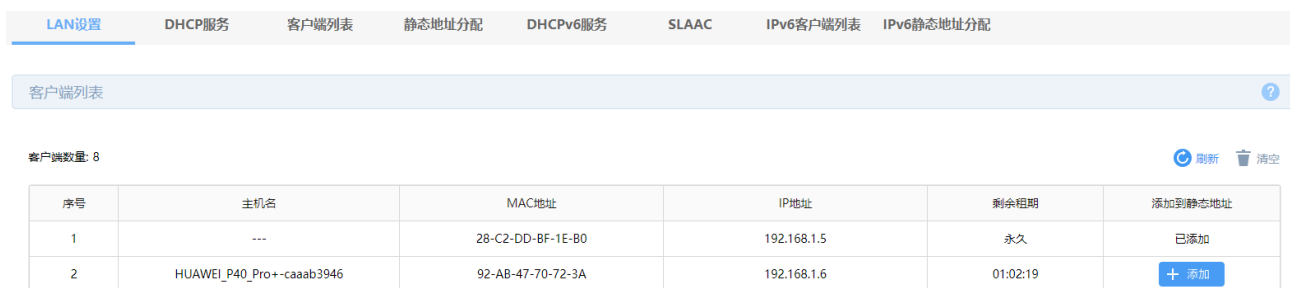 LAN设置 DHCP服务 客户端列表 静态地址分配 DHCPv6服务 SLAAC IPv6客户端列表 IPv6静态地址分配
客户端列表 ?
客户端数量: 8 刷新 清空
序号 主机名 MAC地址 IP地址 剩余租期 添加到静态地址
1 --- 28-C2-DD-BF-1E-B0 192.168.1.5 永久 已添加
2 HUAWEI_P40_Pro+-caaab3946 92-AB-47-70-72-3A 192.168.1.6 01:02:19 + 添加